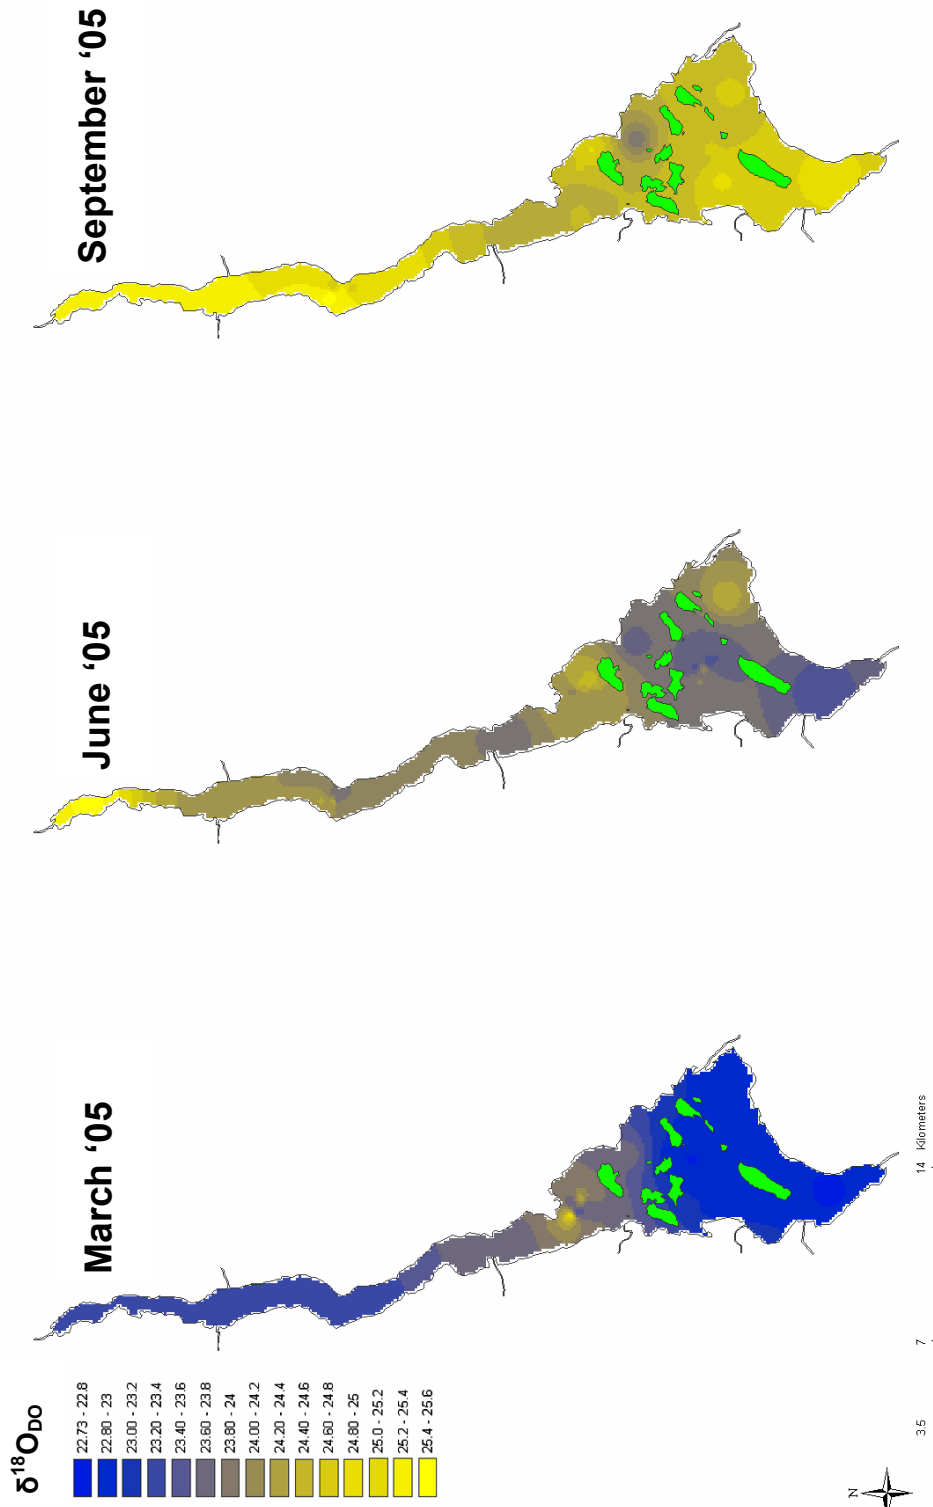 δ18ODO
22.73 - 22.8
22.80 - 23
23.00 - 23.2
23.20 - 23.4
23.40 - 23.6
23.60 - 23.8
23.80 - 24
24.00 - 24.2
24.20 - 24.4
24.40 - 24.6
24.60 - 24.8
24.80 - 25
25.0 - 25.2
25.2 - 25.4
25.4 - 25.6
March ‘05
June ‘05
September ‘05
N
3.5 7 14 Kilometers